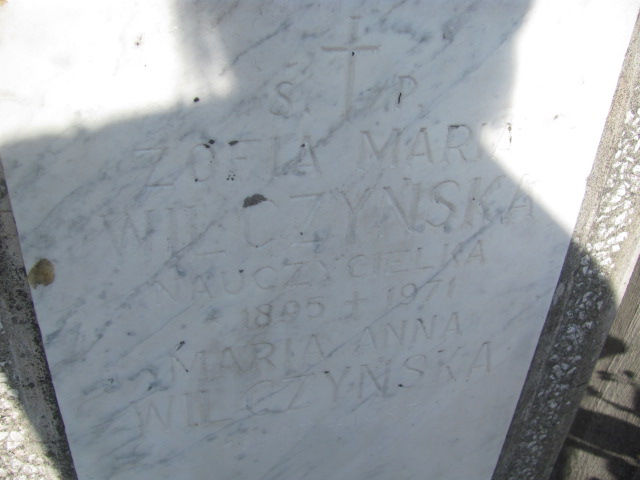 Ś. P.
ZOFIA MARIA
WILCZYŃSKA
NAUCZYCIELKA
1895 + 1971
MARIA ANNA
WILCZYŃSKA